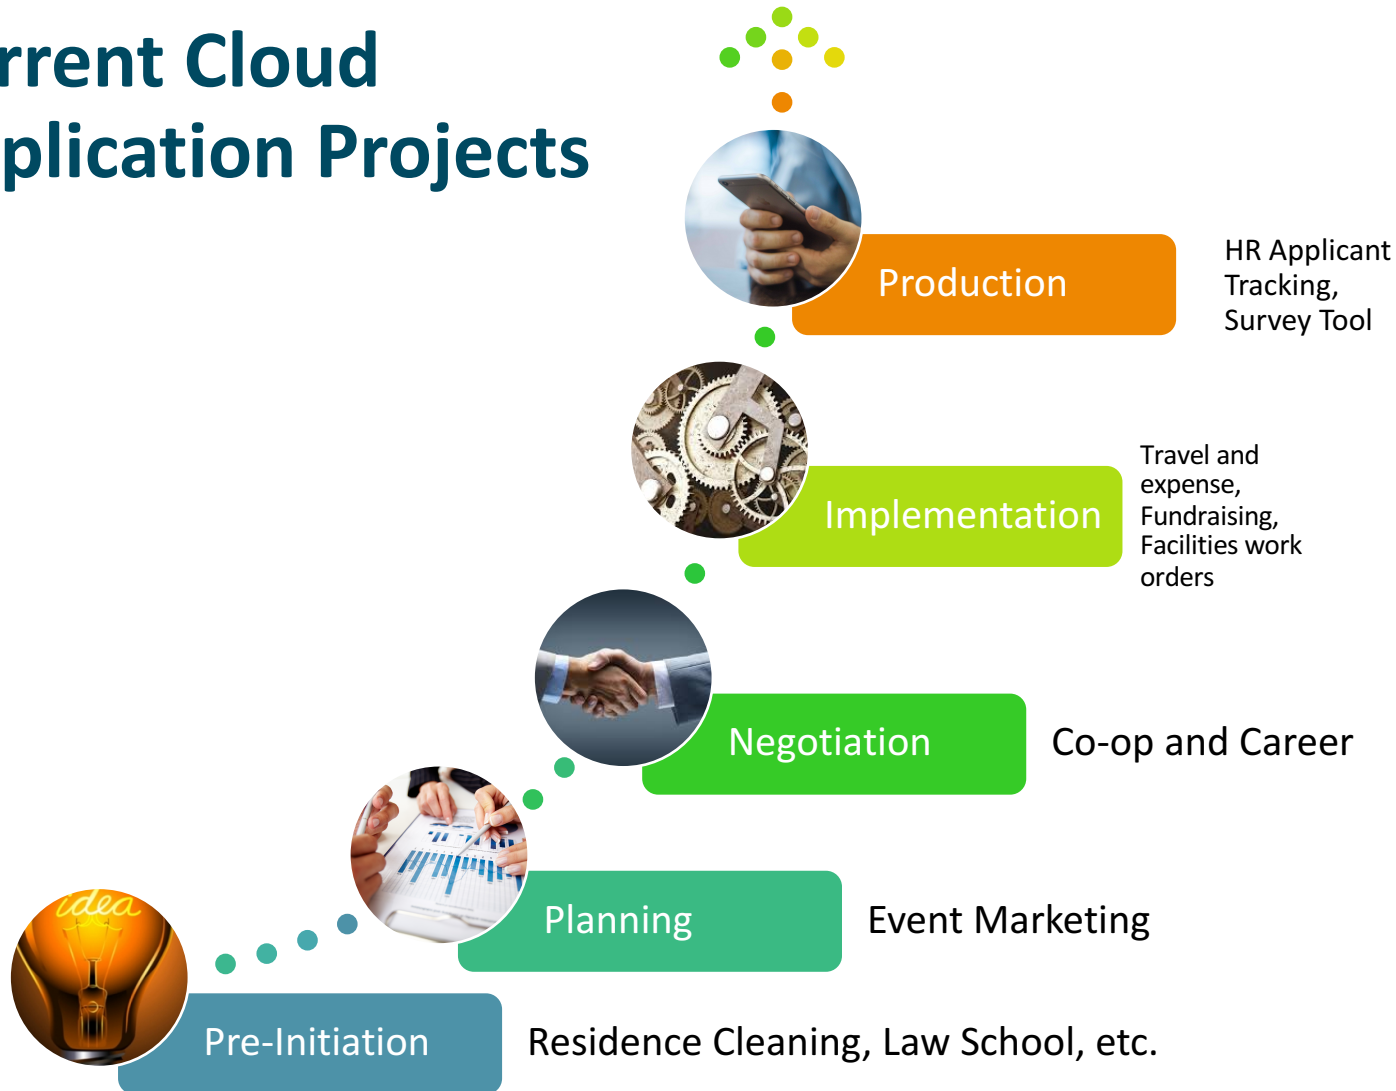 rrent Cloud
plication Projects
Production
HR Applicant
Tracking,
Survey Tool
Implementation
Travel and
expense,
Fundraising,
Facilities work
orders
Negotiation
Co-op and Career
Planning
Event Marketing
idea
Pre-Initiation
Residence Cleaning, Law School, etc.